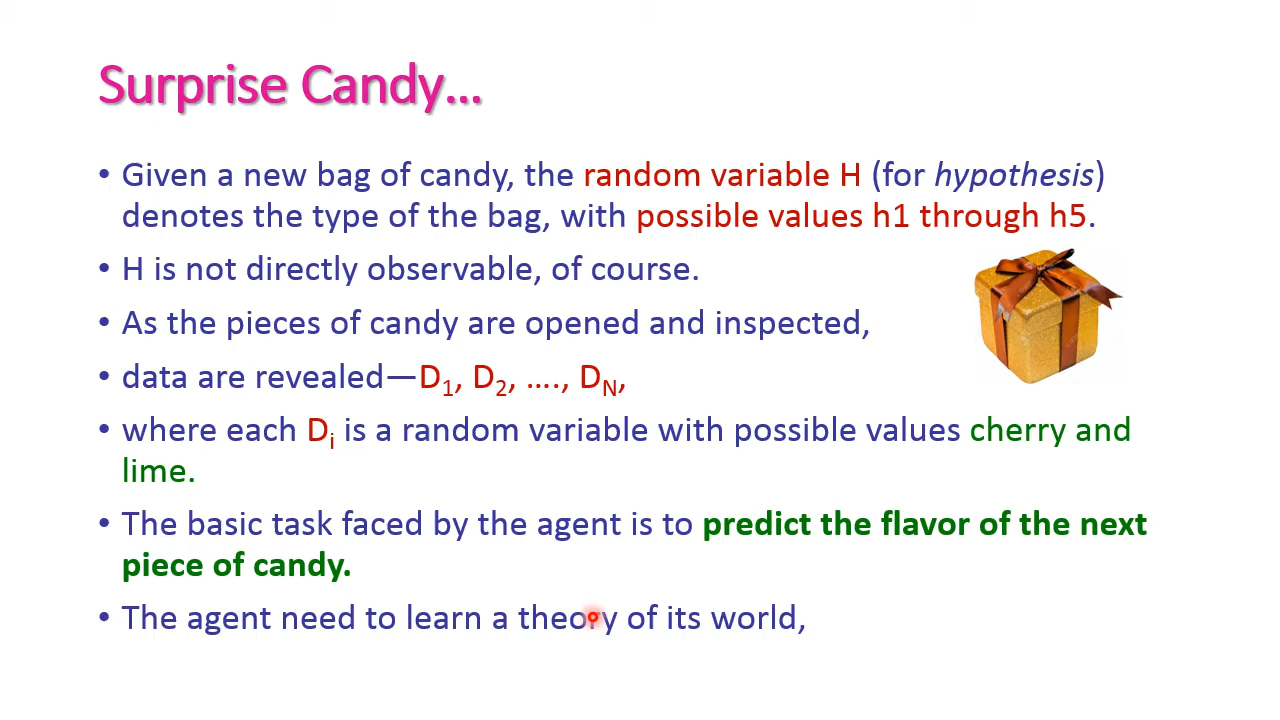 Surprise Candy...
• Given a new bag of candy, the random variable H (for hypothesis)
denotes the type of the bag, with possible values h1 through h5.
• H is not directly observable, of course.
• As the pieces of candy are opened and inspected,
• data are revealed—D1, D2, …., DN,
• where each Di is a random variable with possible values cherry and
lime.
• The basic task faced by the agent is to predict the flavor of the next
piece of candy.
• The agent need to learn a theory of its world,